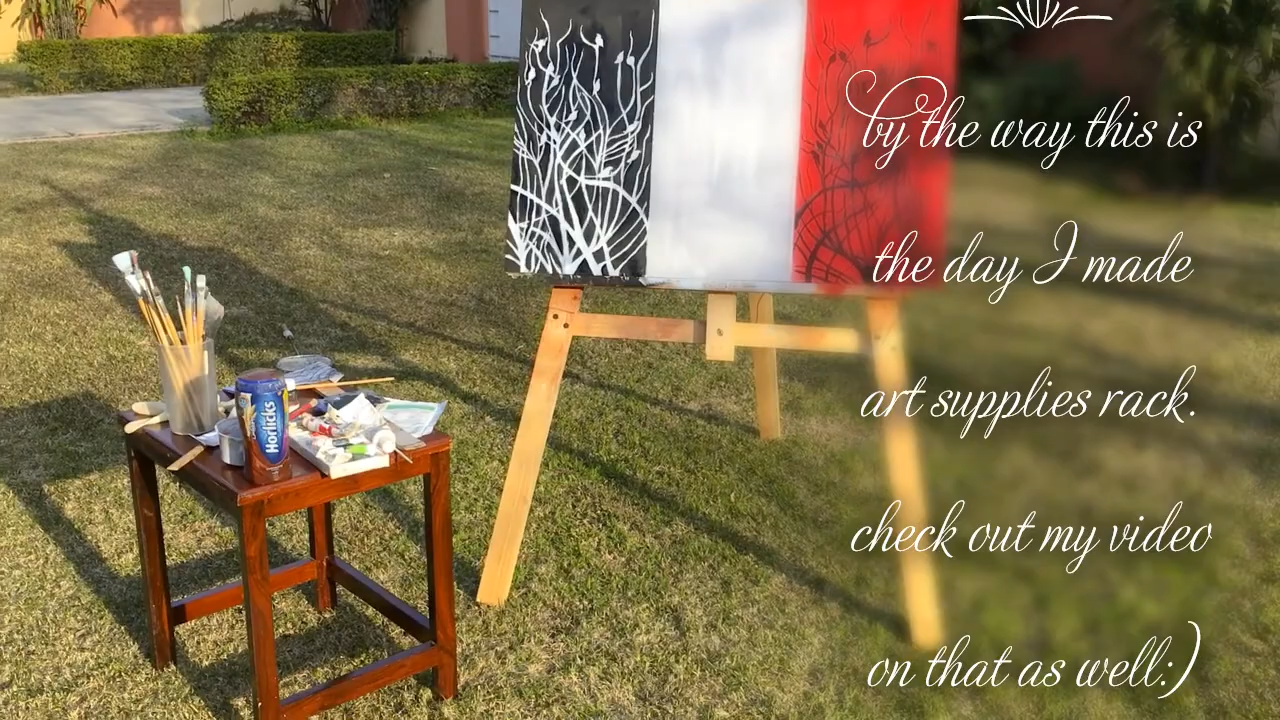 by the way this is
the day I made
art supplies rack.
check out my video
on that as well:)
Horlicks